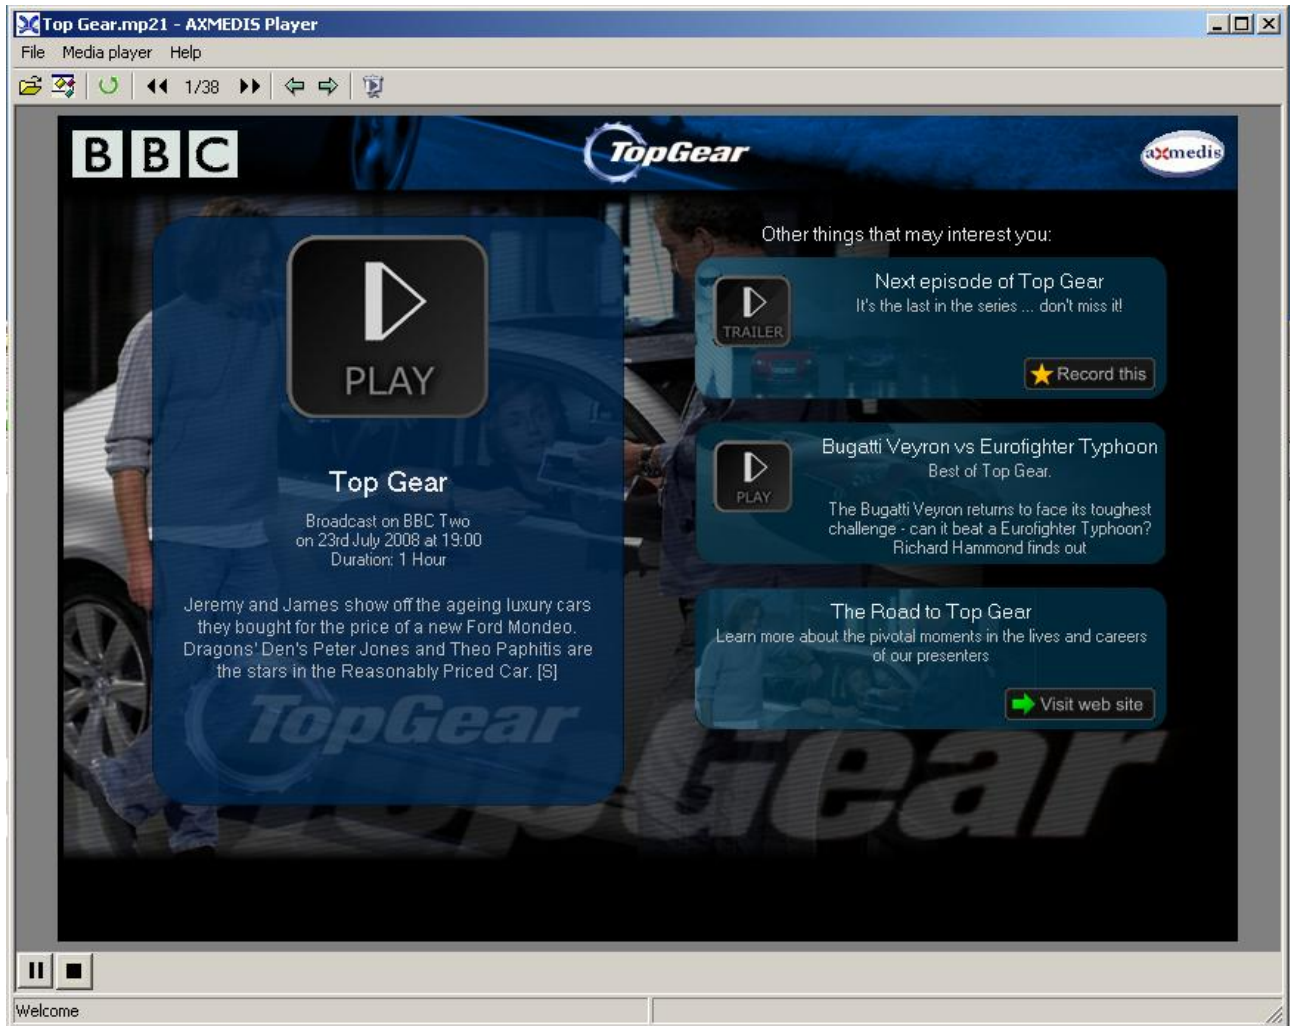 Top Gear.mp21 - AXMEDIS Player
File Media player Help
1/38
BBC
TopGear
axmedis
PLAY
Top Gear
Broadcast on BBC Two
on 23rd July 2008 at 19:00
Duration: 1 Hour
Jeremy and James show off the ageing luxury cars
they bought for the price of a new Ford Mondeo.
Dragons' Den's Peter Jones and Theo Paphitis are
the stars in the Reasonably Priced Car. [S]
TopGear
Other things that may interest you:
TRAILER
Next episode of Top Gear
It's the last in the series ... don't miss it!
Record this
PLAY
Bugatti Veyron vs Eurofighter Typhoon
Best of Top Gear.
The Bugatti Veyron returns to face its toughest
challenge - can it beat a Eurofighter Typhoon?
Richard Hammond finds out
The Road to Top Gear
Learn more about the pivotal moments in the lives and careers
of our presenters
Visit web site
TopGear
Welcome